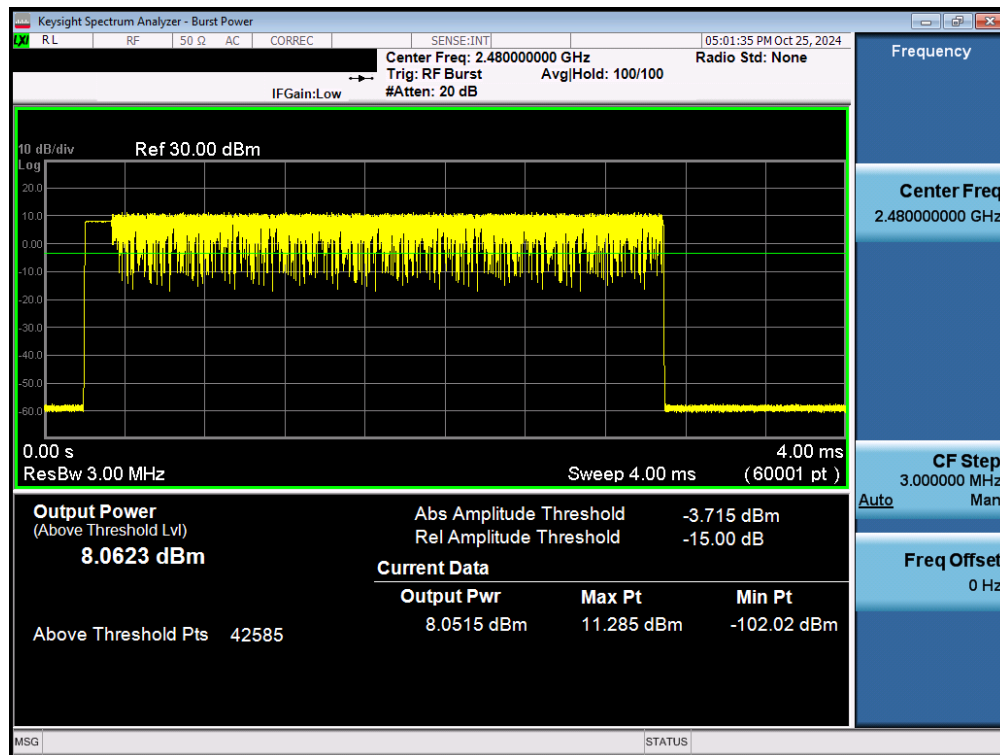 Keysight Spectrum Analyzer - Burst Power
LXI RL RF 50 Ω AC CORREC SENSE:INT 05:01:35 PM Oct 25, 2024
Center Freq: 2.480000000 GHz Radio Std: None
Trig: RF Burst Avg|Hold: 100/100
IFGain:Low #Atten: 20 dB
10 dB/div Ref 30.00 dBm
Log
20.0
10.0
0.00
-10.0
-20.0
-30.0
-40.0
-50.0
-60.0
0.00 s 4.00 ms
ResBw 3.00 MHz Sweep 4.00 ms (60001 pt )
Output Power
(Above Threshold Lvl)
8.0623 dBm
Above Threshold Pts 42585
Abs Amplitude Threshold -3.715 dBm
Rel Amplitude Threshold -15.00 dB
Current Data
Output Pwr Max Pt Min Pt
8.0515 dBm 11.285 dBm -102.02 dBm
Frequency
Center Freq
2.480000000 GHz
CF Step
3.000000 MHz
Auto Man
Freq Offset
0 Hz
MSG STATUS